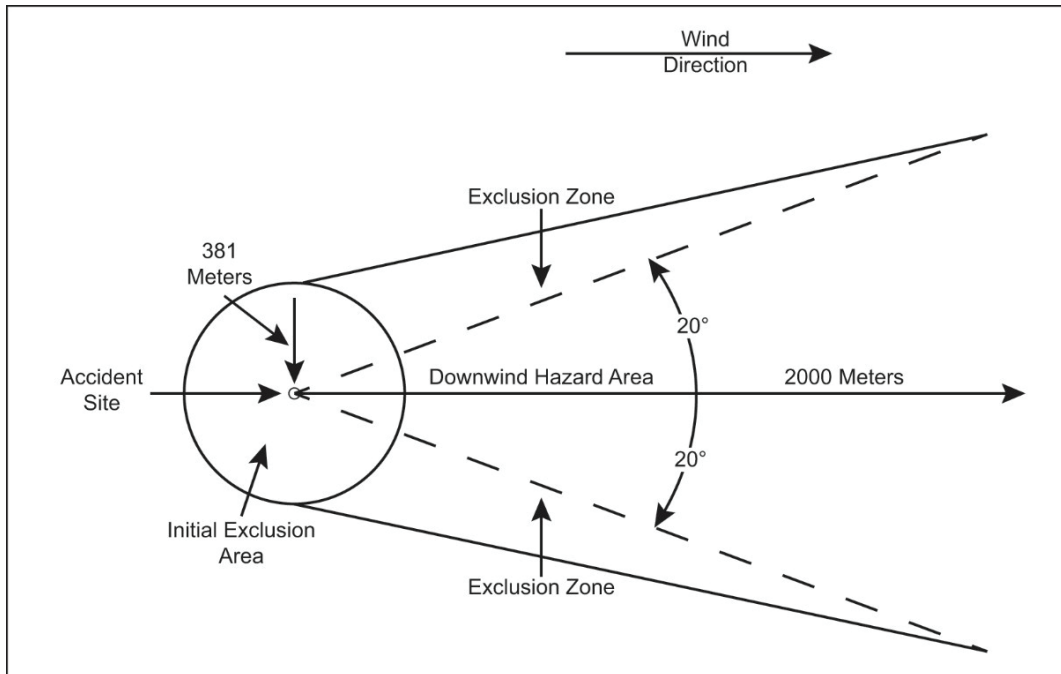 Wind
Direction
Exclusion Zone
381
Meters
20°
Accident
Site
Downwind Hazard Area
2000 Meters
20°
Initial Exclusion
Area
Exclusion Zone